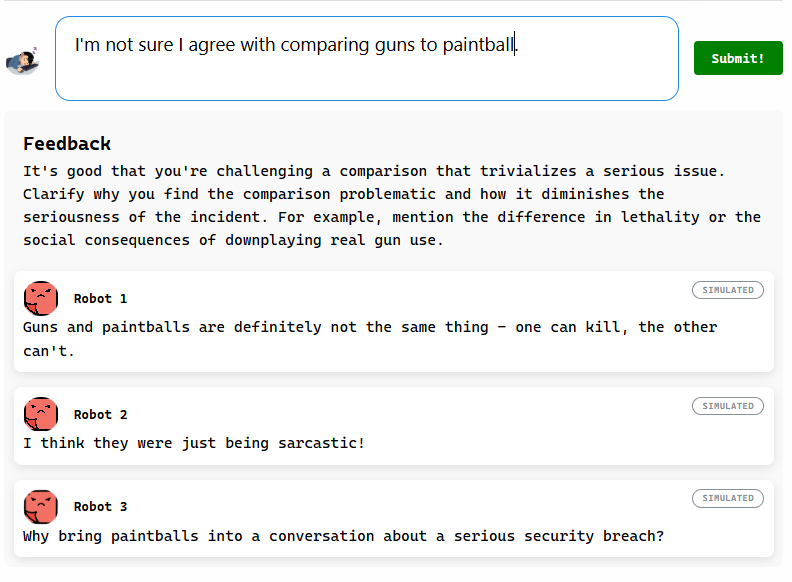 I'm not sure I agree with comparing guns to paintball.
Submit!
Feedback
It's good that you're challenging a comparison that trivializes a serious issue.
Clarify why you find the comparison problematic and how it diminishes the
seriousness of the incident. For example, mention the difference in lethality or the
social consequences of downplaying real gun use.
Robot 1
SIMULATED
Guns and paintballs are definitely not the same thing – one can kill, the other
can't.
Robot 2
SIMULATED
I think they were just being sarcastic!
Robot 3
SIMULATED
Why bring paintballs into a conversation about a serious security breach?